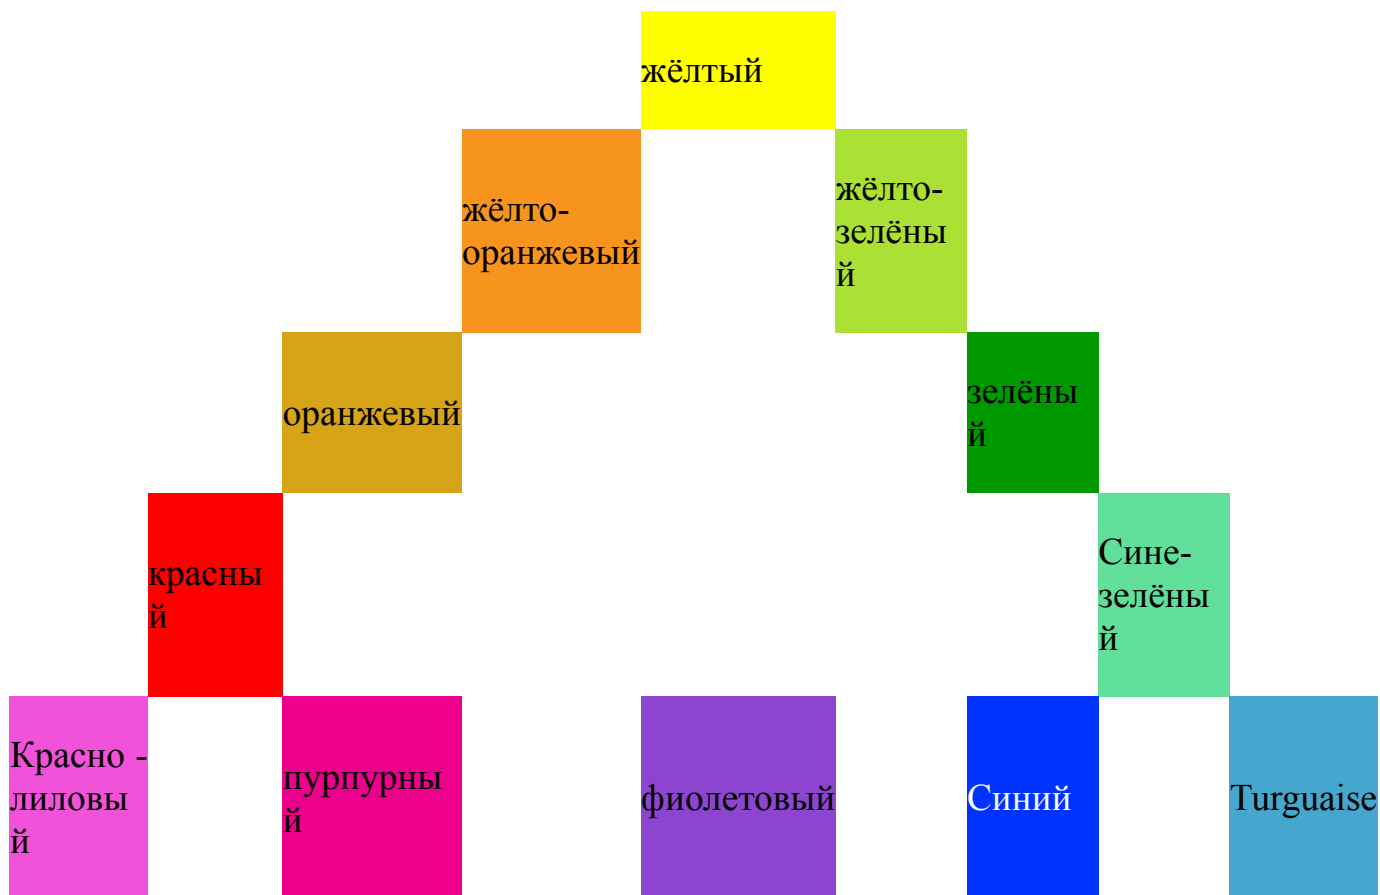 жёлтый
жёлто-
оранжевый
жёлто-
зелёны
й
оранжевый
зелёны
й
красны
й
Сине-
зелёны
й
Красно -
лиловы
й
пурпурны
й
фиолетовый
Синий
Turguaise